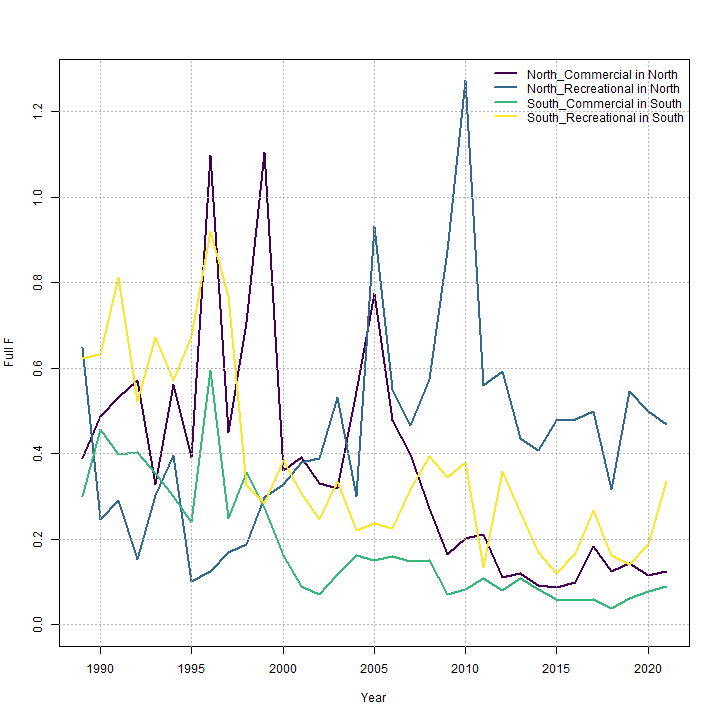 North_Commercial in North
North_Recreational in North
South_Commercial in South
South_Recreational in South
Full F
1.2
1.0
0.8
0.6
0.4
0.2
0.0
1990 1995 2000 2005 2010 2015 2020
Year